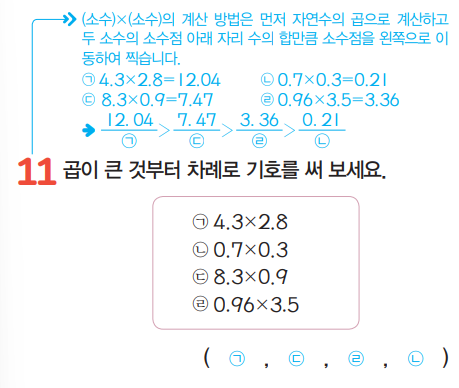 (소수)×(소수)의 계산 방법은 먼저 자연수의 곱으로 계산하고
두 소수의 소수점 아래 자리 수의 합만큼 소수점을 왼쪽으로 이
동하여 찍습니다.
㉠ 4.3×2.8=12.04 ㉡ 0.7×0.3=0.21
㉢ 8.3×0.9=7.47 ㉣ 0.96×3.5=3.36
12.04 > 7.47 > 3.36 > 0.21
㉠ ㉢ ㉣ ㉡
11 곱이 큰 것부터 차례로 기호를 써 보세요.
㉠ 4.3×2.8
㉡ 0.7×0.3
㉢ 8.3×0.9
㉣ 0.96×3.5
( ㉠ , ㉢ , ㉣ , ㉡ )